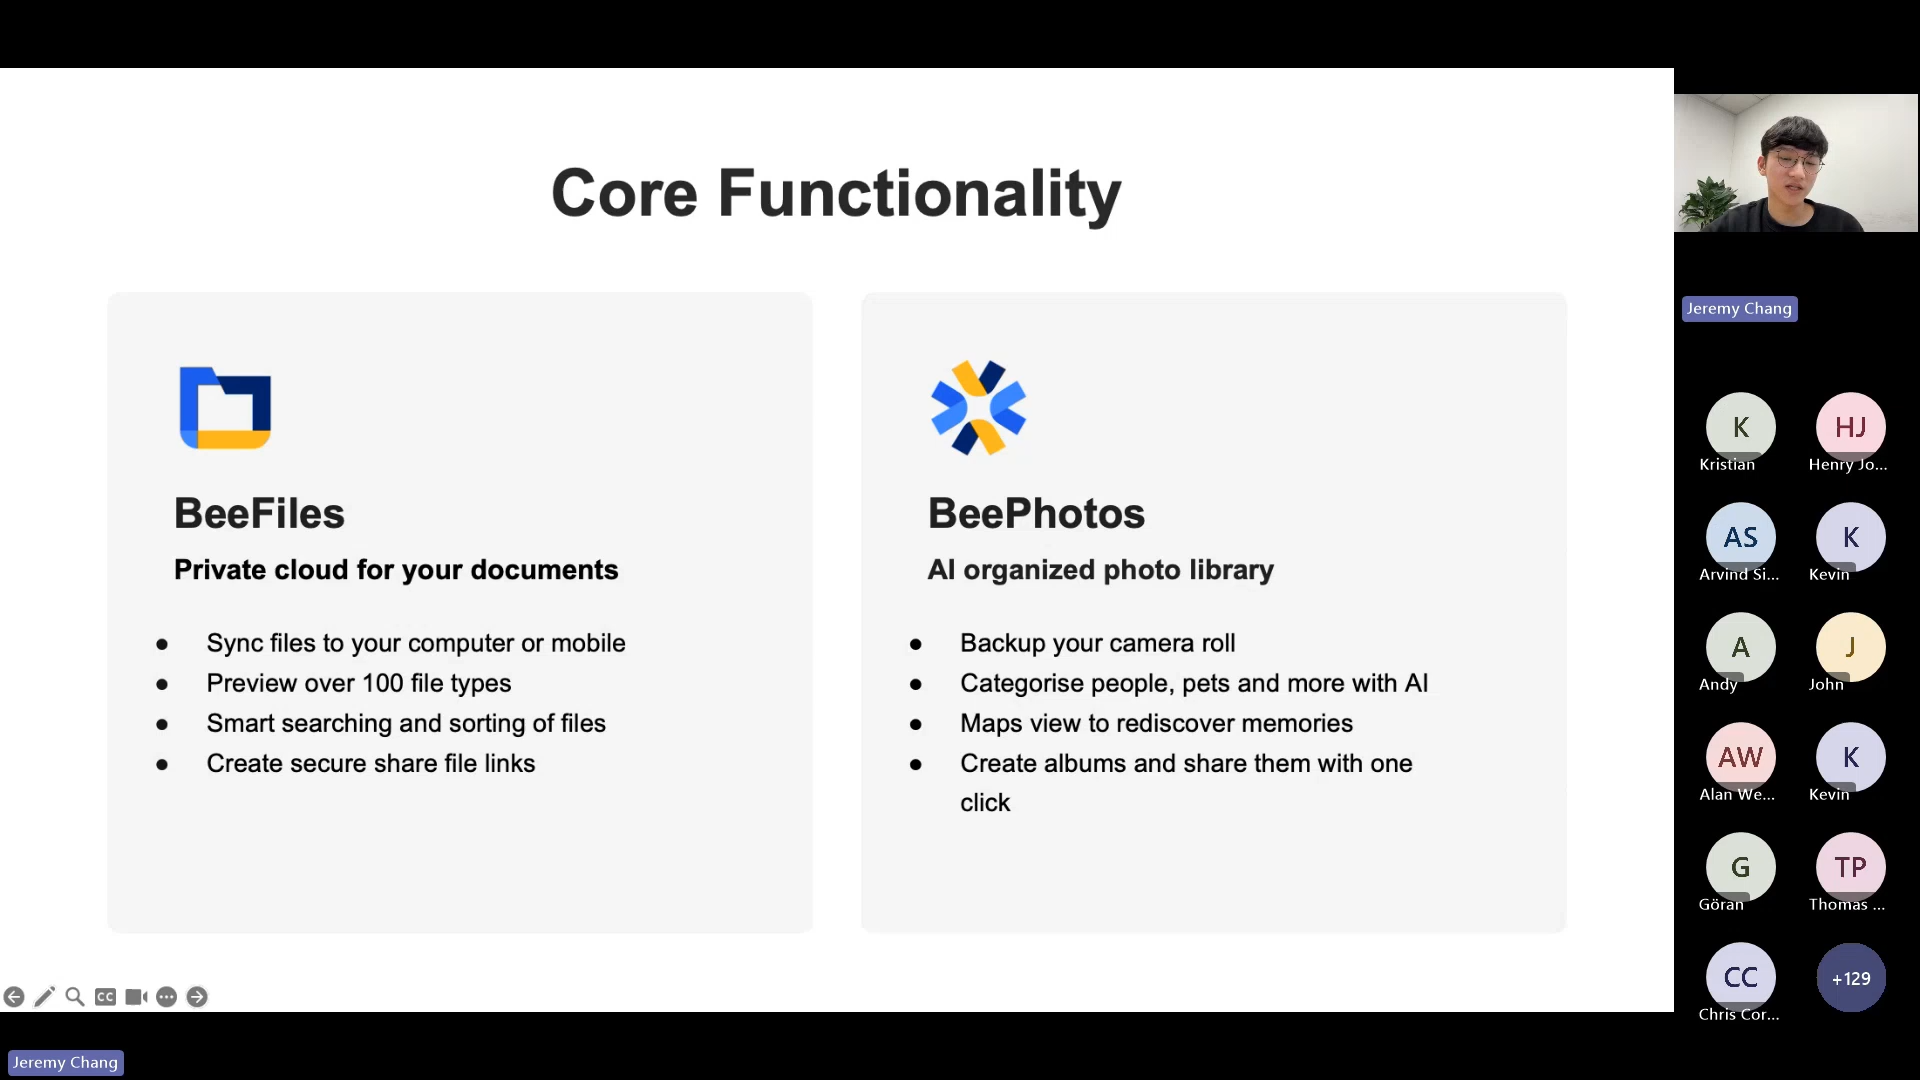 Core Functionality
BeeFiles
Private cloud for your documents
● Sync files to your computer or mobile
● Preview over 100 file types
● Smart searching and sorting of files
● Create secure share file links
BeePhotos
AI organized photo library
● Backup your camera roll
● Categorise people, pets and more with AI
● Maps view to rediscover memories
● Create albums and share them with one
click
CC
Jeremy Chang
Jeremy Chang
K
Kristian
HJ
Henry Jo...
AS
Arvind Si...
K
Kevin
A
Andy
J
John
AW
Alan We...
K
Kevin
G
Göran
TP
Thomas ...
CC
Chris Cor...
+129